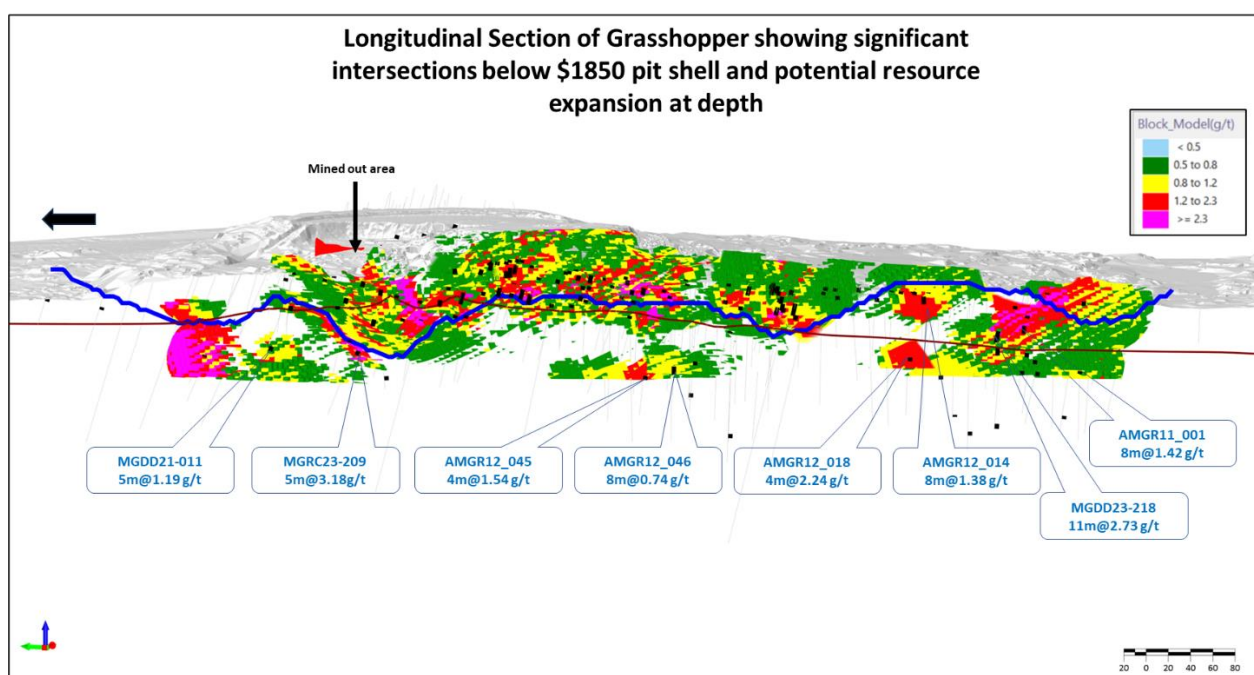 Longitudinal Section of Grasshopper showing significant
intersections below $1850 pit shell and potential resource
expansion at depth
Block_Model(g/t)
< 0.5
0.5 to 0.8
0.8 to 1.2
1.2 to 2.3
>= 2.3
Mined out area
MGDD21-011
5m@1.19 g/t
MGRC23-209
5m@3.18g/t
AMGR12_045
4m@1.54 g/t
AMGR12_046
8m@0.74 g/t
AMGR12_018
4m@2.24 g/t
AMGR12_014
8m@1.38 g/t
AMGR11_001
8m@1.42 g/t
MGDD23-218
11m@2.73 g/t
20 0 20 40 60 80